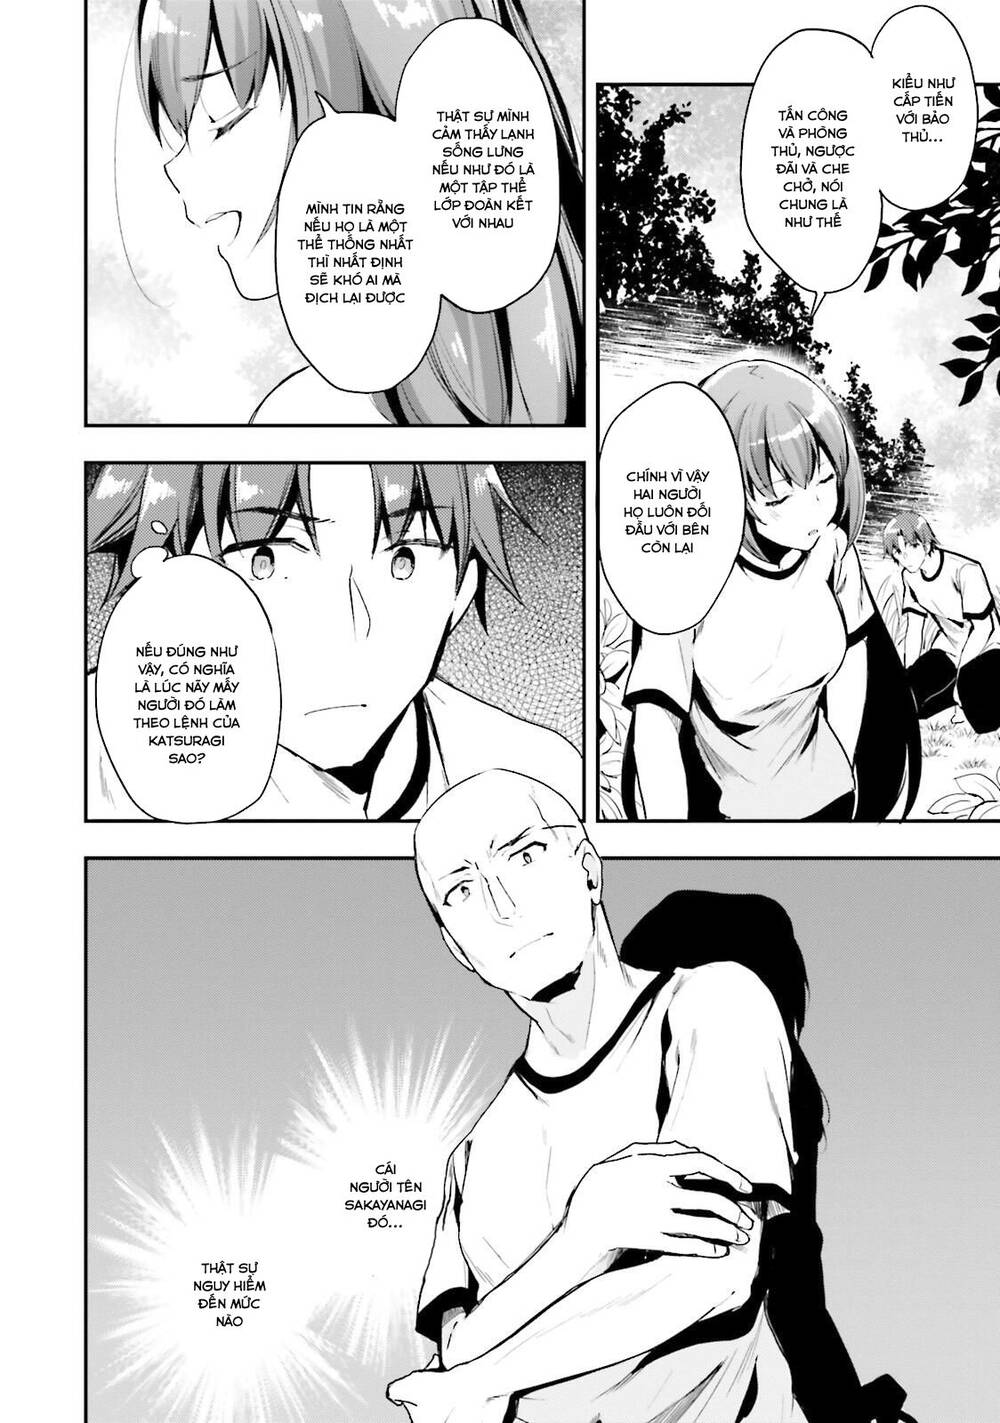 KIỂU NHƯ
CẤP TIẾN
VỚI BẢO
THỦ...
TẤN CÔNG
VÀ PHÒNG
THỦ, NGƯỢC
ĐÃI VÀ CHE
CHỞ, NÓI
CHUNG LÀ
NHƯ THẾ
CHÍNH VÌ VẬY
HAI NGƯỜI
HỌ LUÔN ĐỐI
ĐẦU VỚI BÊN
CÒN LẠI
THẬT SỰ MÌNH
CẢM THẤY LẠNH
SỐNG LƯNG
NẾU NHƯ ĐÓ LÀ
MỘT TẬP THỂ
LỚP ĐOÀN KẾT
VỚI NHAU
MÌNH TIN RẰNG
NẾU HỌ LÀ MỘT
THỂ THỐNG NHẤT
THÌ NHẤT ĐỊNH
SẼ KHÓ AI MÀ
ĐỊCH LẠI ĐƯỢC
NẾU ĐÚNG NHƯ
VẬY, CÓ NGHĨA
LÀ LÚC NÃY MẤY
NGƯỜI ĐÓ LÀM
THEO LỆNH CỦA
KATSURAGI
SAO?
CÁI
NGƯỜI TÊN
SAKAYANAGI
ĐÓ...
THẬT SỰ
NGUY HIỂM
ĐẾN MỨC
NÀO